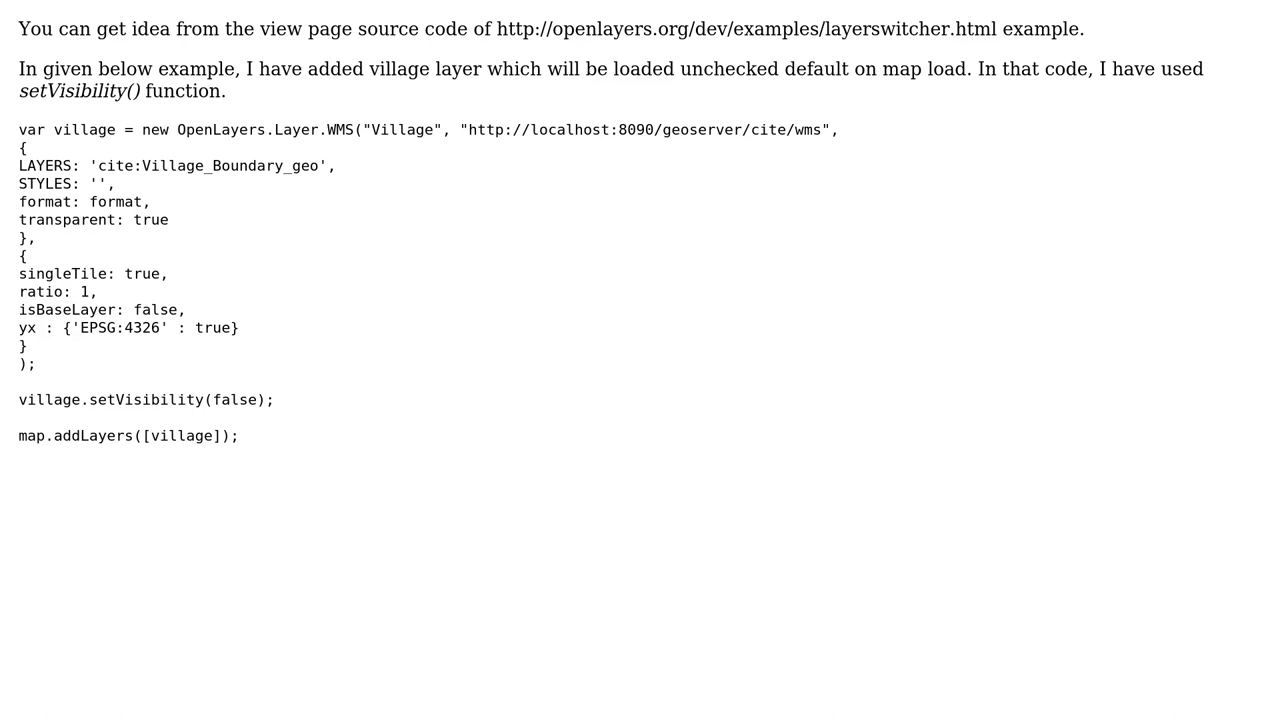 You can get idea from the view page source code of http://openlayers.org/dev/examples/layerswitcher.html example.
In given below example, I have added village layer which will be loaded unchecked default on map load. In that code, I have used
setVisibility() function.
var village = new OpenLayers.Layer.WMS("Village", "http://localhost:8090/geoserver/cite/wms",
{
LAYERS: 'cite:Village_Boundary_geo',
STYLES: '',
format: format,
transparent: true
},
{
singleTile: true,
ratio: 1,
isBaseLayer: false,
yx : {'EPSG:4326' : true}
}
);
village.setVisibility(false);
map.addLayers([village]);